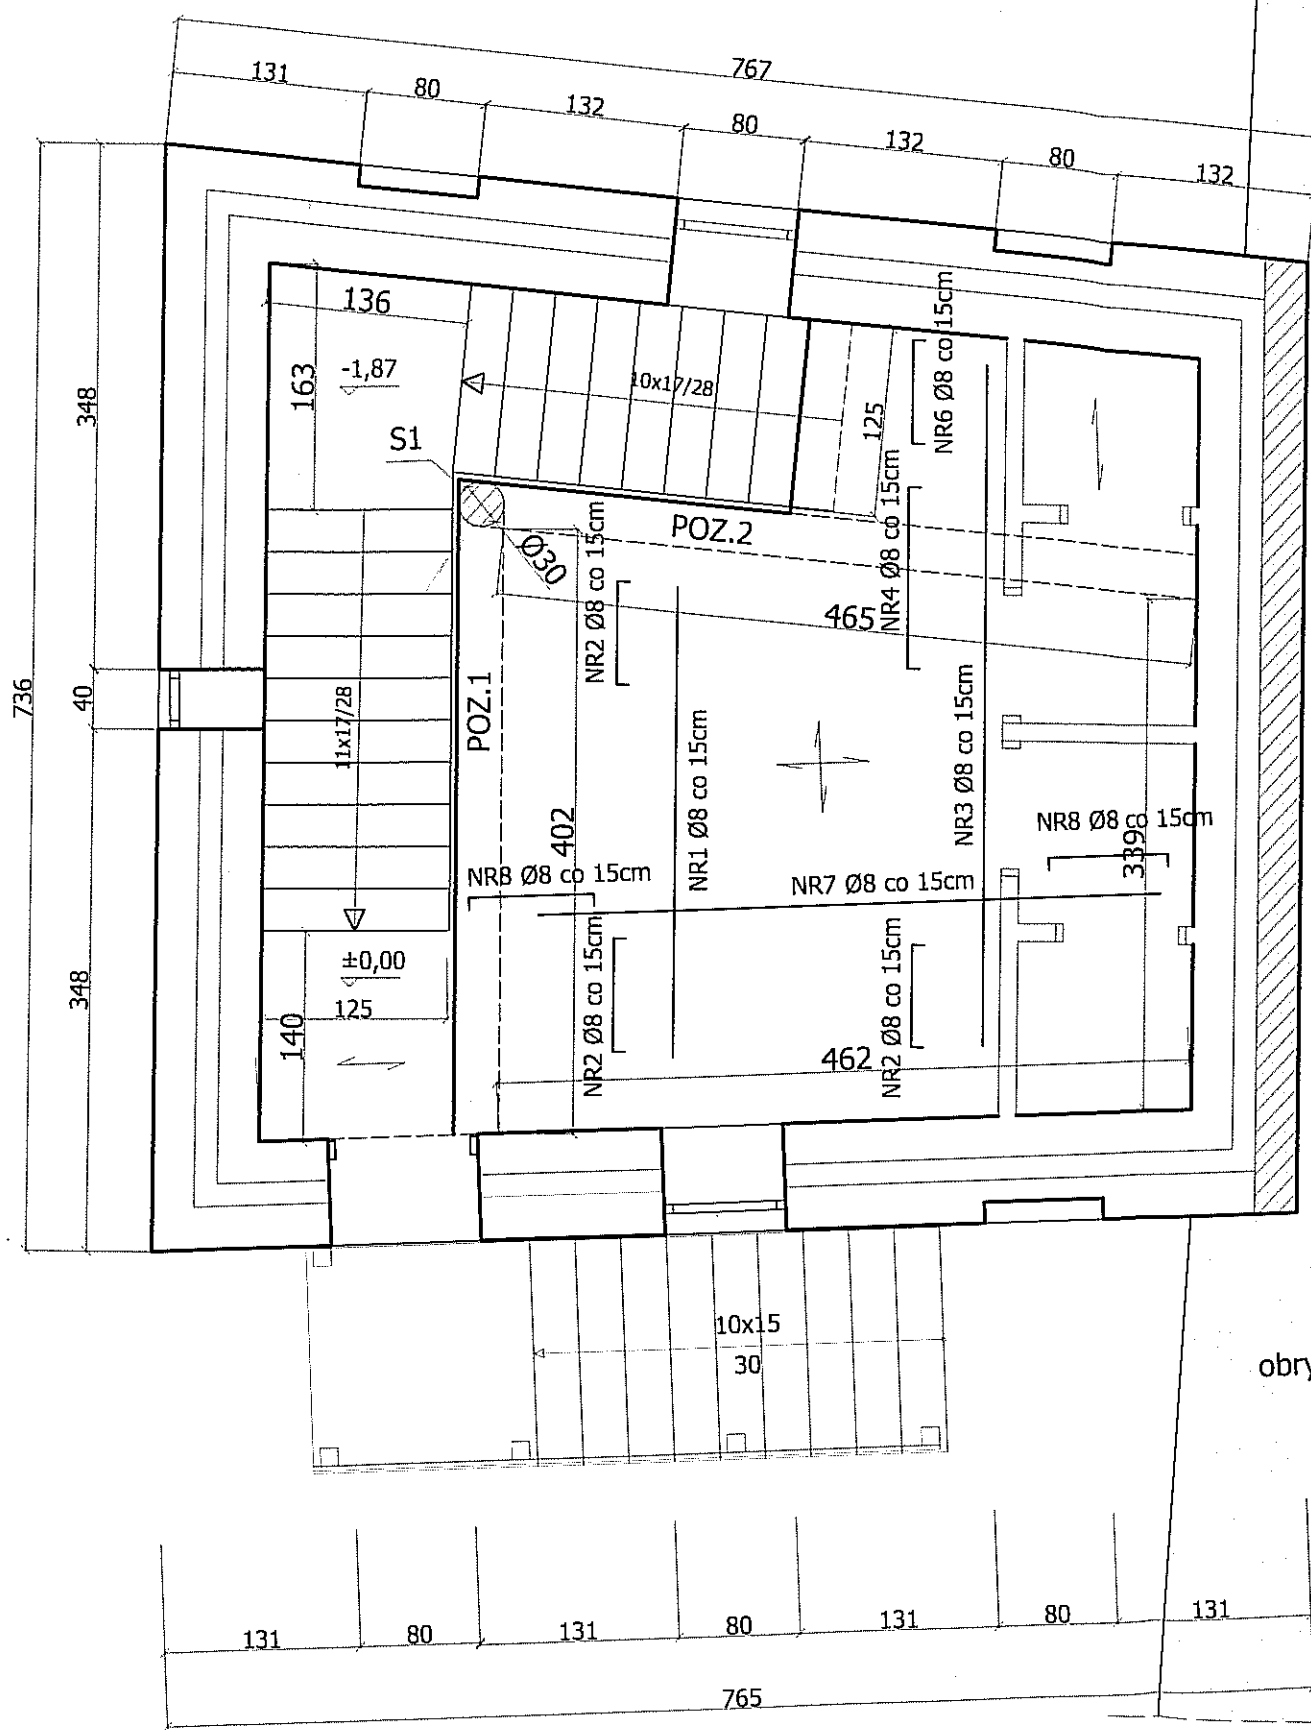 767
131
80
132
80
132
80
132
136
163
-1,87
10x17/28
125
NR6 Ø8 co 15cm
S1
348
POZ.2
Ø30
NR2 Ø8 co 15cm
NR4 Ø8 co 15cm
465
736
40
11x17/28
POZ.1
NR1 Ø8 co 15cm
NR3 Ø8 co 15cm
402
NR8 Ø8 co 15cm
339
NR8 Ø8 co 15cm
NR7 Ø8 co 15cm
348
±0,00
125
140
NR2 Ø8 co 15cm
NR2 Ø8 co 15cm
462
10x15
30
obry
131
80
131
80
131
80
131
765